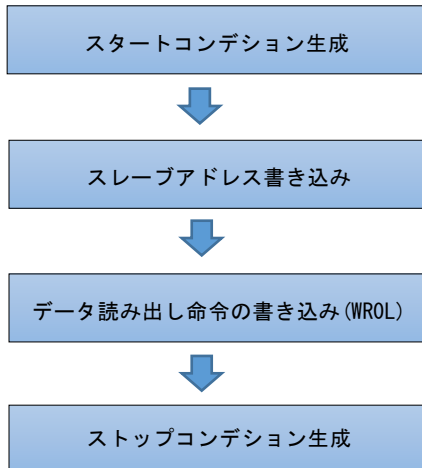 スタートコンデション生成
スレーブアドレス書き込み
データ読み出し命令の書き込み(WROL)
ストップコンデション生成